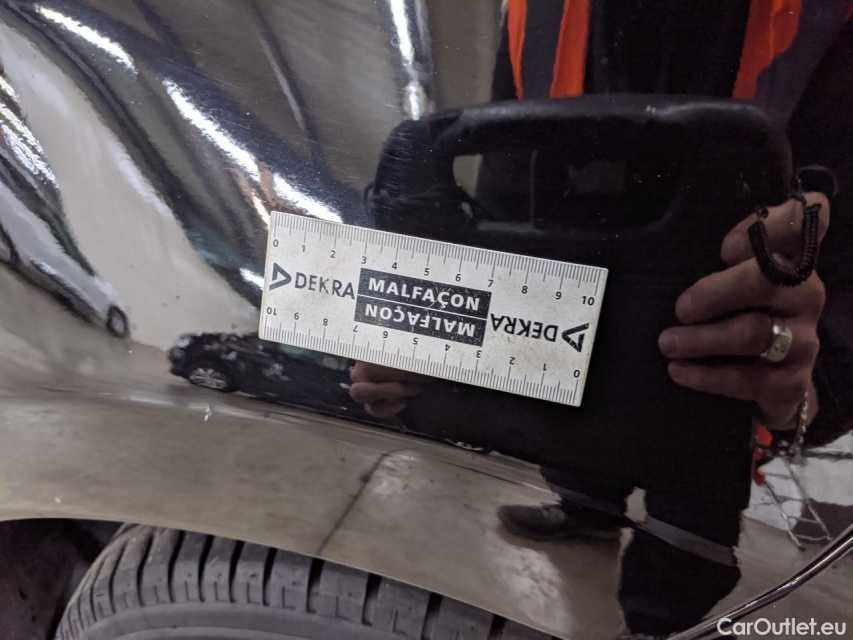 0 1 2 3 4 5 6 7 8 9 10
DEKRA MALFAÇON
MALFAÇON DEKRA
0 1 2 3 4 5 6 7 8 9 10
CarOutlet.eu